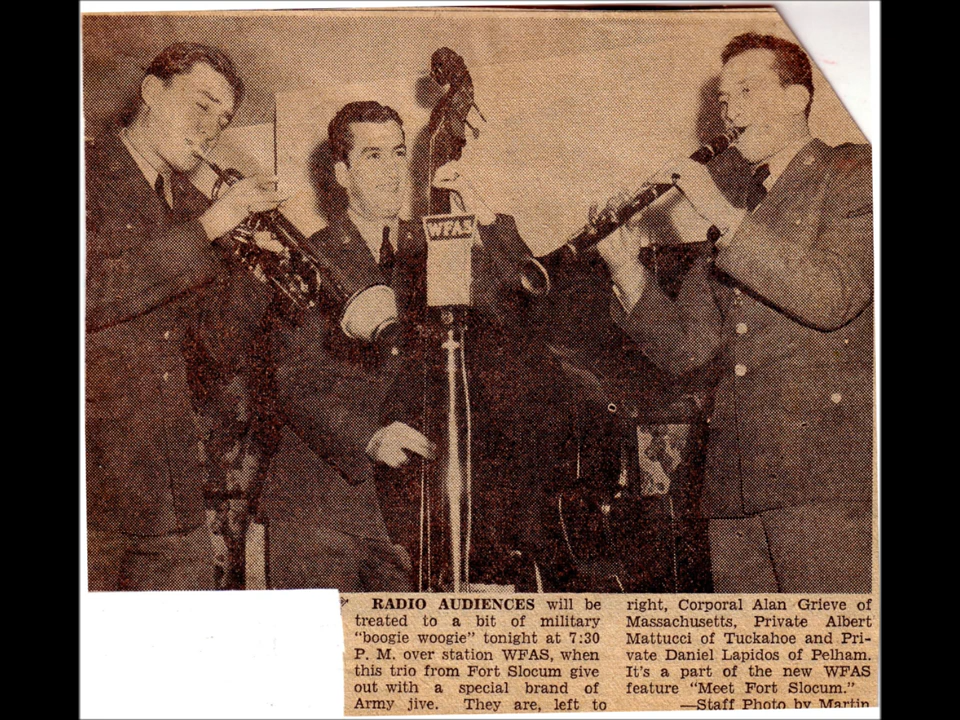 WFAS
RADIO AUDIENCES will be
treated to a bit of military
"boogie woogie" tonight at 7:30
P. M. over station WFAS, when
this trio from Fort Slocum give
out with a special brand of
Army jive. They are, left to
right, Corporal Alan Grieve of
Massachusetts, Private Albert
Mattucci of Tuckahoe and Pri-
vate Daniel Lapidos of Pelham.
It's a part of the new WFAS
feature "Meet Fort Slocum."
—Staff Photo by Martin